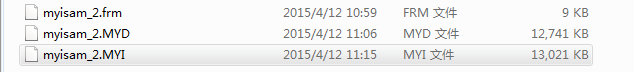 myisam_2.frm 2015/4/12 10:59 FRM 文件 9 KB
myisam_2.MYD 2015/4/12 11:06 MYD 文件 12,741 KB
myisam_2.MYI 2015/4/12 11:15 MYI 文件 13,021 KB